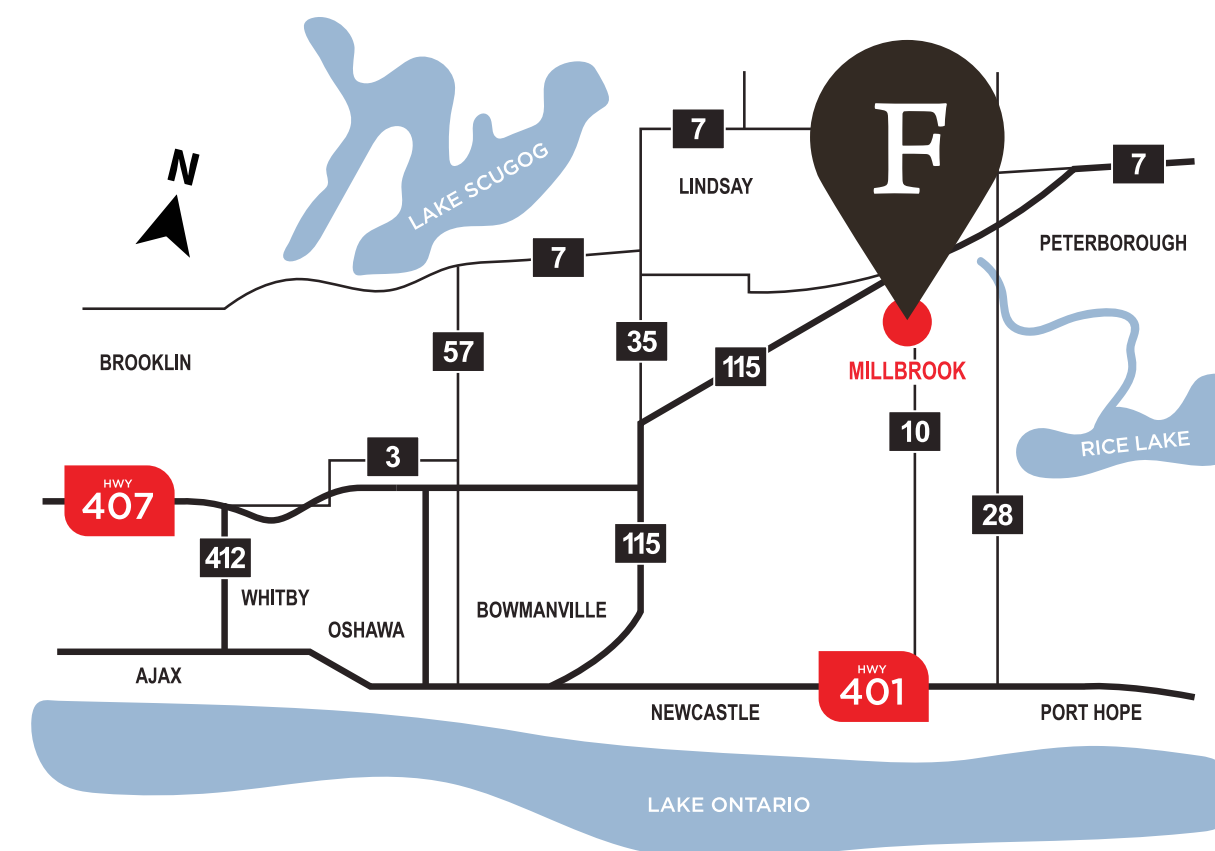 N
LAKE SCUGOG
7
LINDSAY
F
7
PETERBOROUGH
7
BROOKLIN
57
35
115
MILLBROOK
10
RICE LAKE
3
HWY
407
28
412
115
WHITBY
OSHAWA
BOWMANVILLE
AJAX
HWY
401
NEWCASTLE
PORT HOPE
LAKE ONTARIO